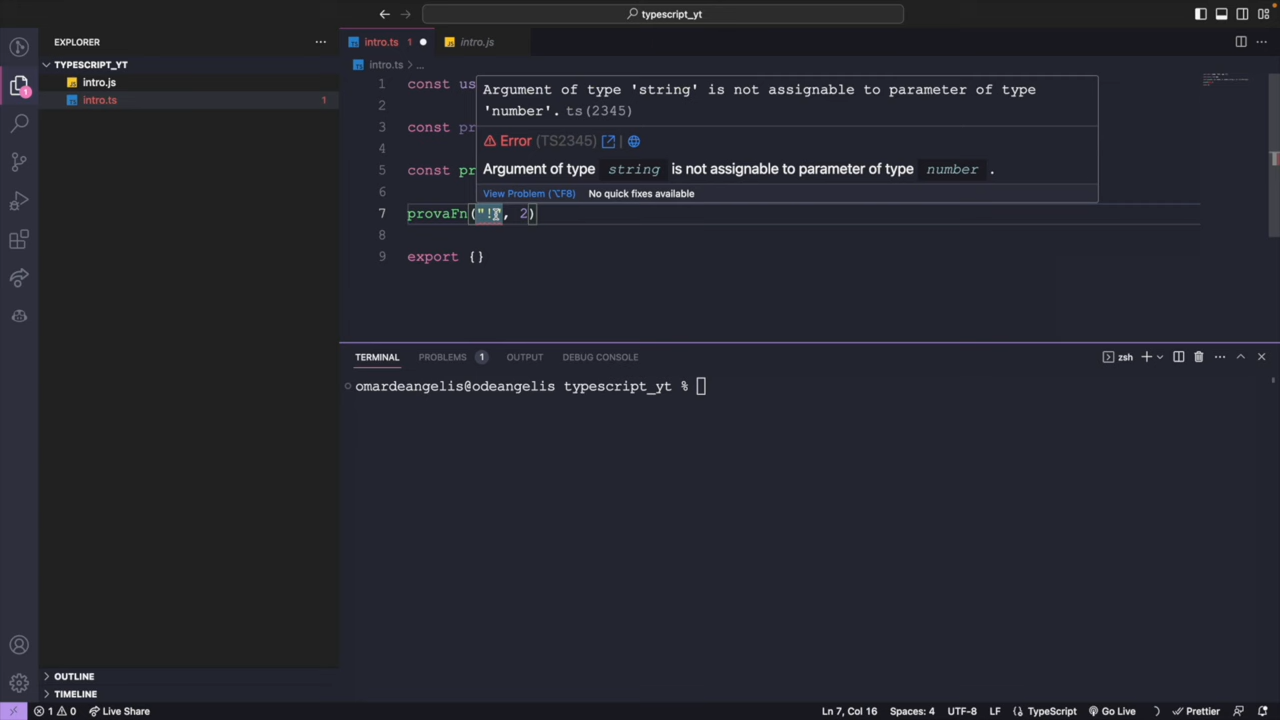 typescript_yt
EXPLORER
TYPESCRIPT_YT
intro.js
intro.ts 1
1
OUTLINE
TIMELINE
intro.ts 1
intro.js
intro.ts > ...
1 const us
2
3 const pr
4
5 const pr
6
7 provaFn("!", 2)
8
9 export {}
Argument of type 'string' is not assignable to parameter of type
'number'. ts(2345)
Error (TS2345) |
Argument of type string is not assignable to parameter of type number .
View Problem (⌥F8) No quick fixes available
TERMINAL PROBLEMS 1 OUTPUT DEBUG CONSOLE
zsh
omardeangelis@odeangelis typescript_yt %
1 0 Live Share
Ln 7, Col 16 Spaces: 4 UTF-8 LF {} TypeScript Go Live Prettier